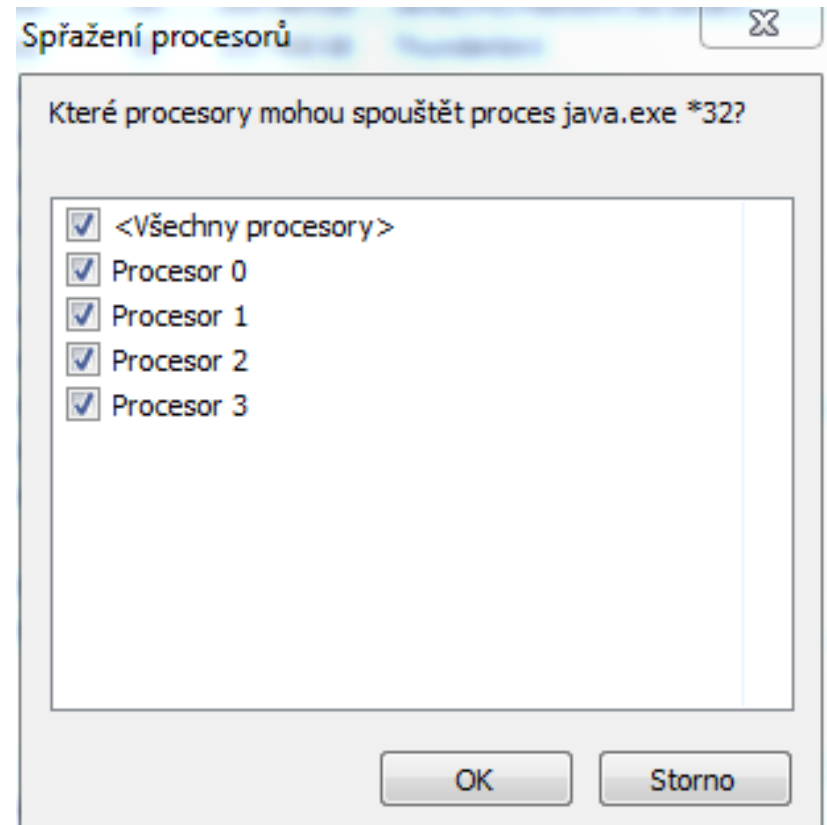 Spřažení procesorů
Které procesory mohou spouštět proces java.exe *32?
<Všechny procesory>
Procesor 0
Procesor 1
Procesor 2
Procesor 3
OK
Storno